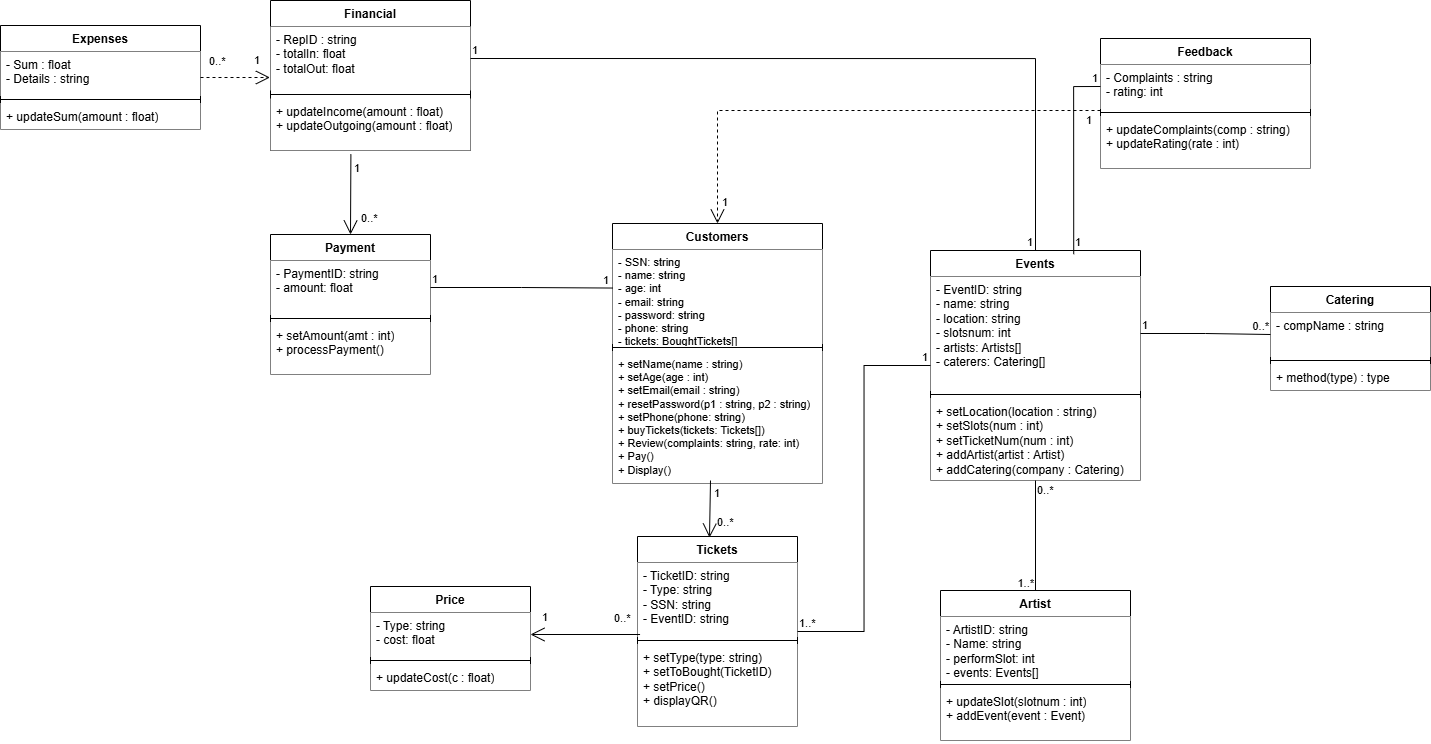 Financial
- RepID : string
- totalIn: float
- totalOut: float
+ updateIncome(amount : float)
+ updateOutgoing(amount : float)
Expenses
- Sum : float
- Details : string
+ updateSum(amount : float)
0..*
1
1
Feedback
- Complaints : string
- rating: int
+ updateComplaints(comp : string)
+ updateRating(rate : int)
1
1
1
0..*
1
Payment
- PaymentID: string
- amount: float
+ setAmount(amt : int)
+ processPayment()
1
1
Customers
- SSN: string
- name: string
- age: int
- email: string
- password: string
- phone: string
- tickets: BoughtTickets[]
+ setName(name : string)
+ setAge(age : int)
+ setEmail(email : string)
+ resetPassword(p1 : string, p2 : string)
+ setPhone(phone: string)
+ buyTickets(tickets: Tickets[])
+ Review(complaints: string, rate: int)
+ Pay()
+ Display()
1
1
Events
- EventID: string
- name: string
- location: string
- slotsnum: int
- artists: Artists[]
- caterers: Catering[]
+ setLocation(location : string)
+ setSlots(num : int)
+ setTicketNum(num : int)
+ addArtist(artist : Artist)
+ addCatering(company : Catering)
1
1
0..*
Catering
- compName : string
+ method(type) : type
1
0..*
0..*
1..*
Tickets
- TicketID: string
- Type: string
- SSN: string
- EventID: string
+ setType(type: string)
+ setToBought(TicketID)
+ setPrice()
+ displayQR()
1
0..*
1..*
Price
- Type: string
- cost: float
+ updateCost(c : float)
Artist
- ArtistID: string
- Name: string
- performSlot: int
- events: Events[]
+ updateSlot(slotnum : int)
+ addEvent(event : Event)